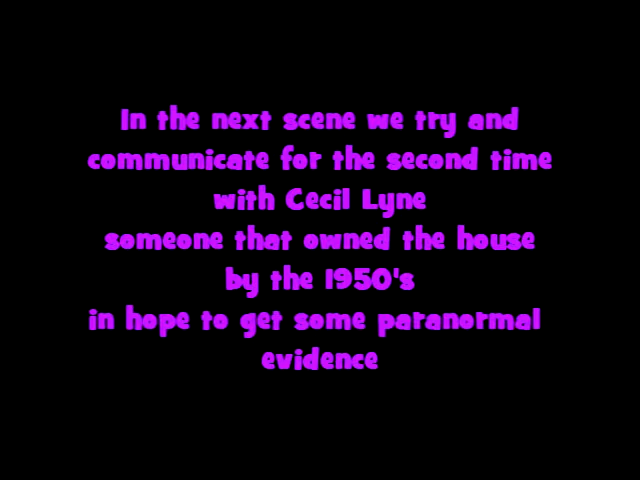 In the next scene we try and
communicate for the second time
with Cecil Lyne
someone that owned the house
by the 1950's
in hope to get some paranormal
evidence